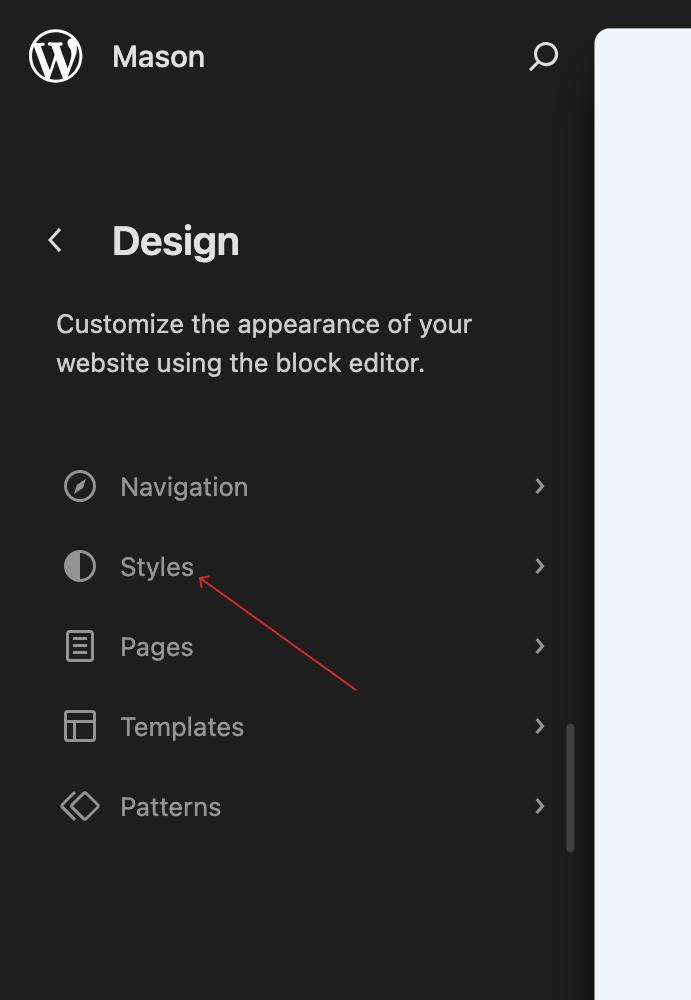 Mason
Design
Customize the appearance of your
website using the block editor.
Navigation
Styles
Pages
Templates
Patterns